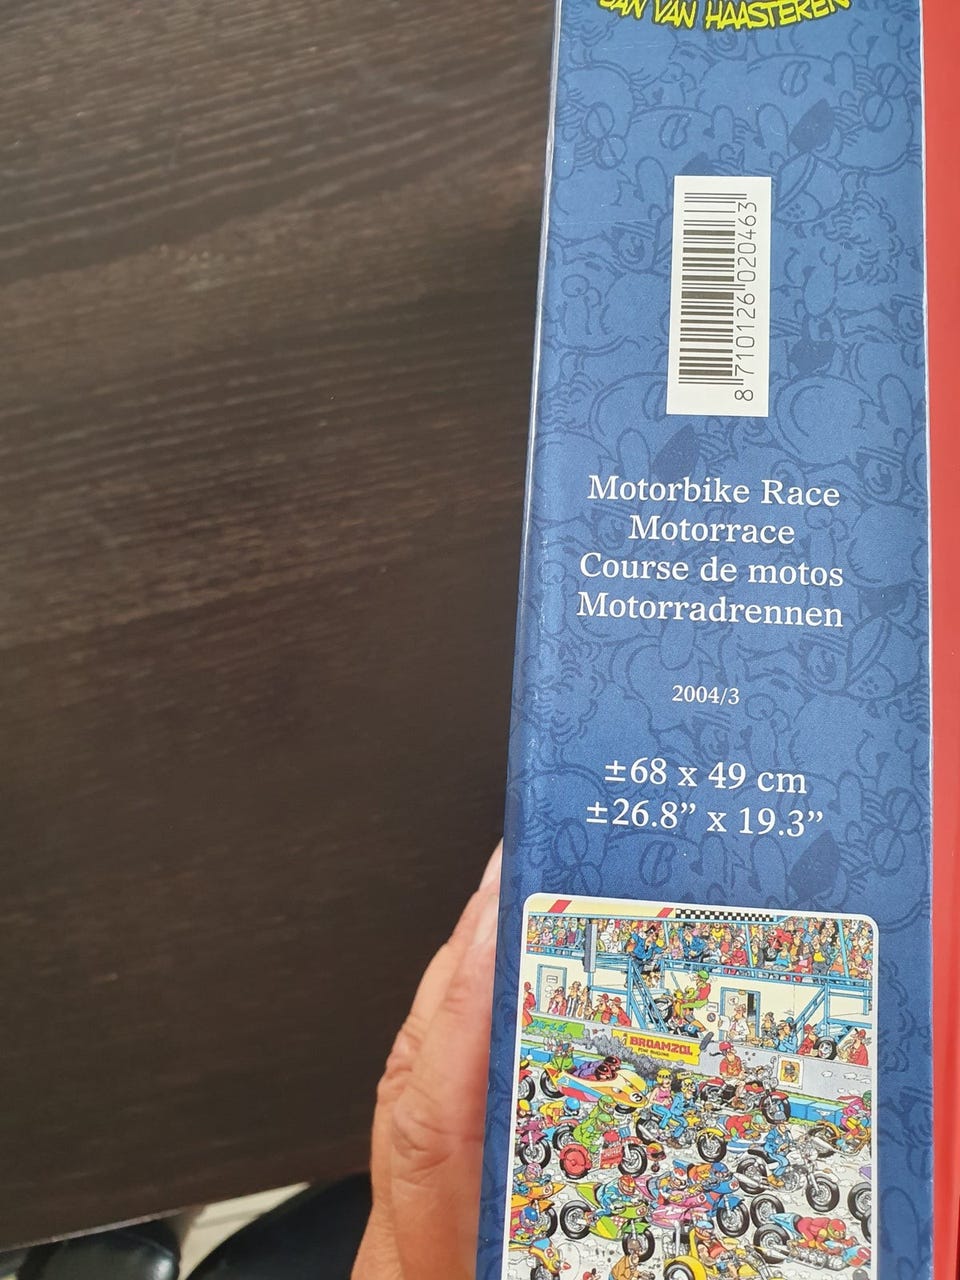 JAN VAN HAASTEREN
8 710126 020463
Motorbike Race
Motorrace
Course de motos
Motorradrennen
2004/3
±68 x 49 cm
±26.8” x 19.3”
BROAMZOL